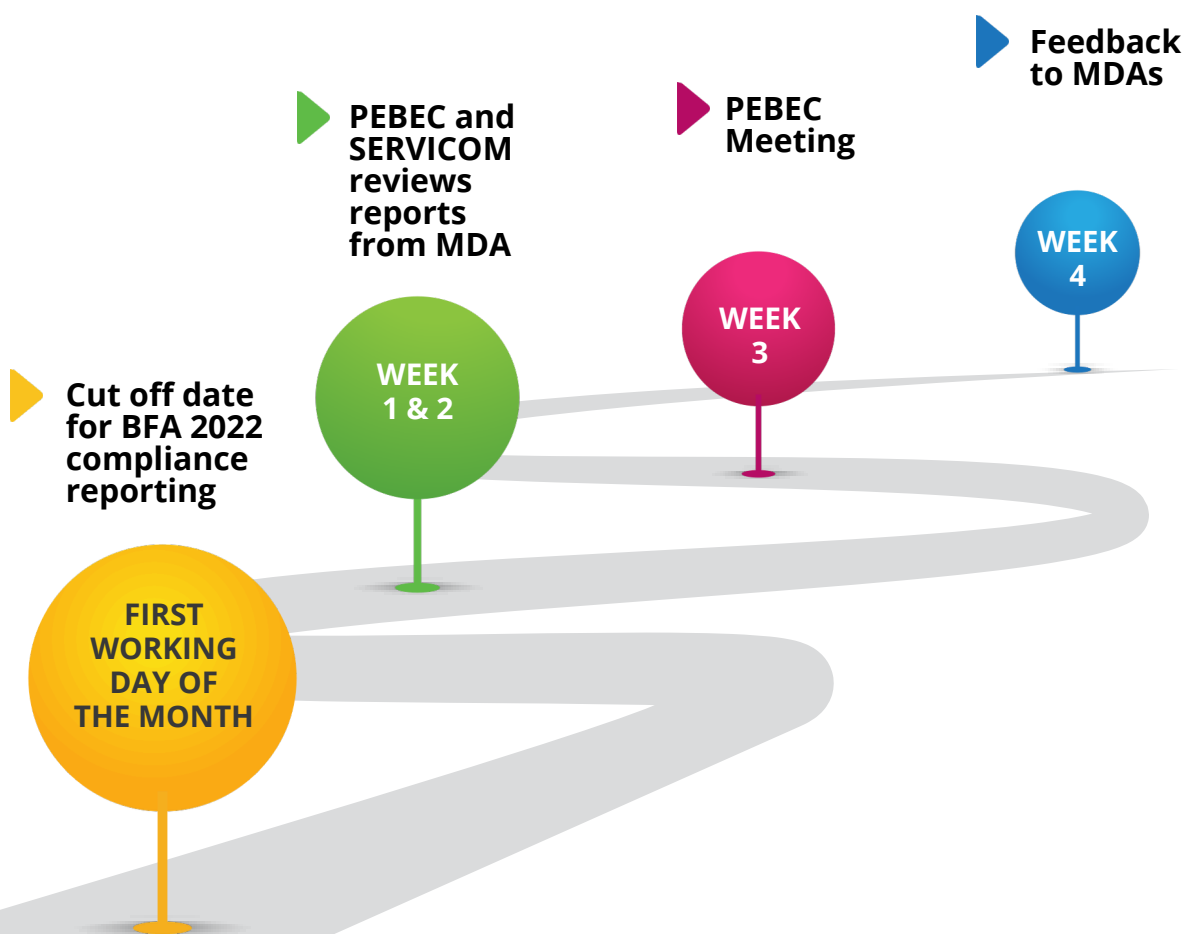 Cut off date
for BFA 2022
compliance
reporting
FIRST
WORKING
DAY OF
THE MONTH
PEBEC and
SERVICOM
reviews
reports
from MDA
WEEK
1 & 2
PEBEC
Meeting
WEEK
3
Feedback
to MDAs
WEEK
4